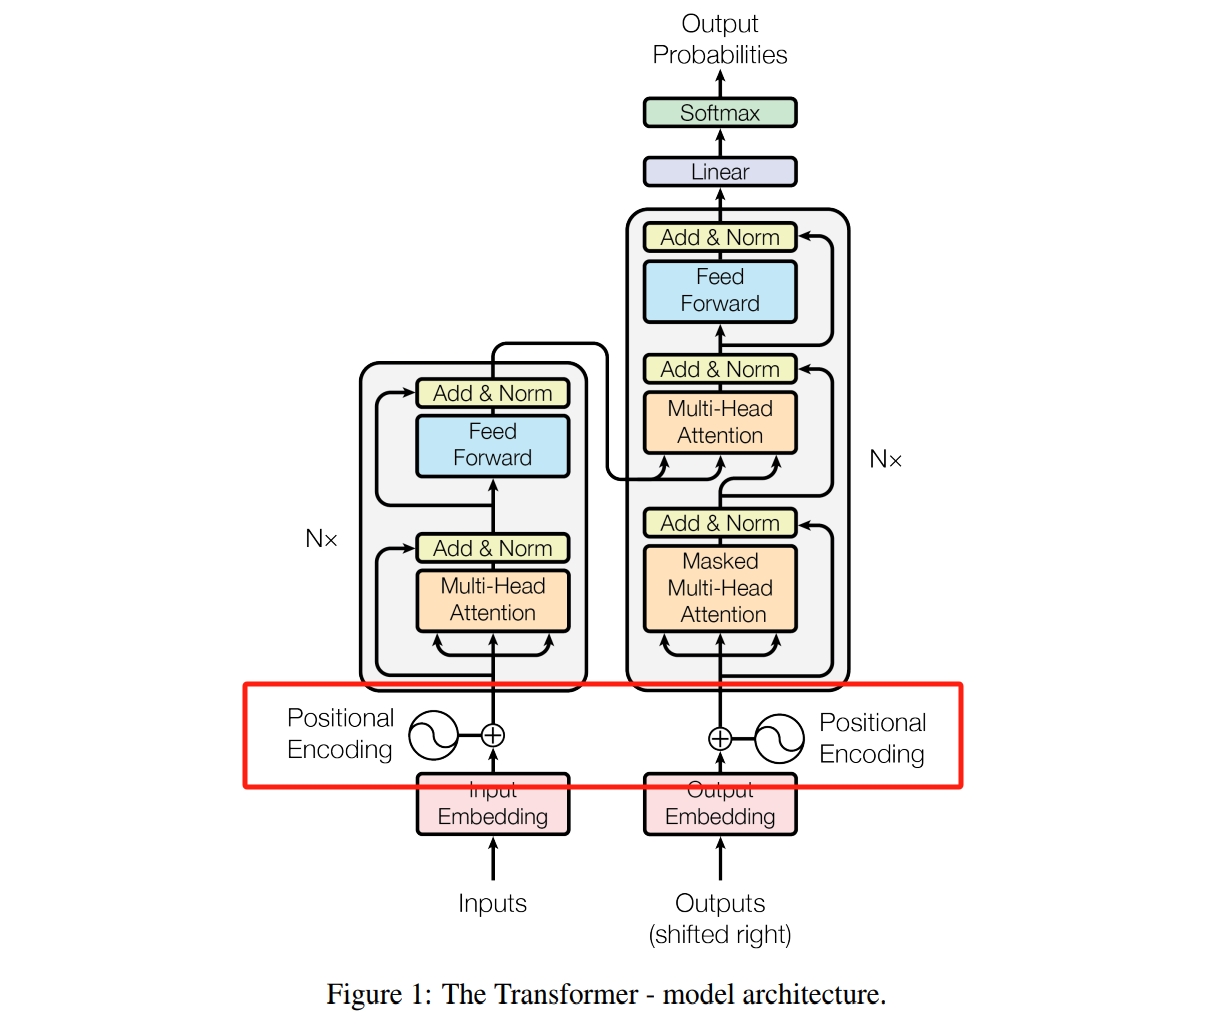 Output
Probabilities
Softmax
Linear
Add & Norm
Feed
Forward
Add & Norm
Multi-Head
Attention
Add & Norm
Masked
Multi-Head
Attention
N×
Add & Norm
Feed
Forward
Add & Norm
Multi-Head
Attention
N×
Positional
Encoding
Positional
Encoding
Input
Embedding
Output
Embedding
Inputs
Outputs
(shifted right)
Figure 1: The Transformer - model architecture.